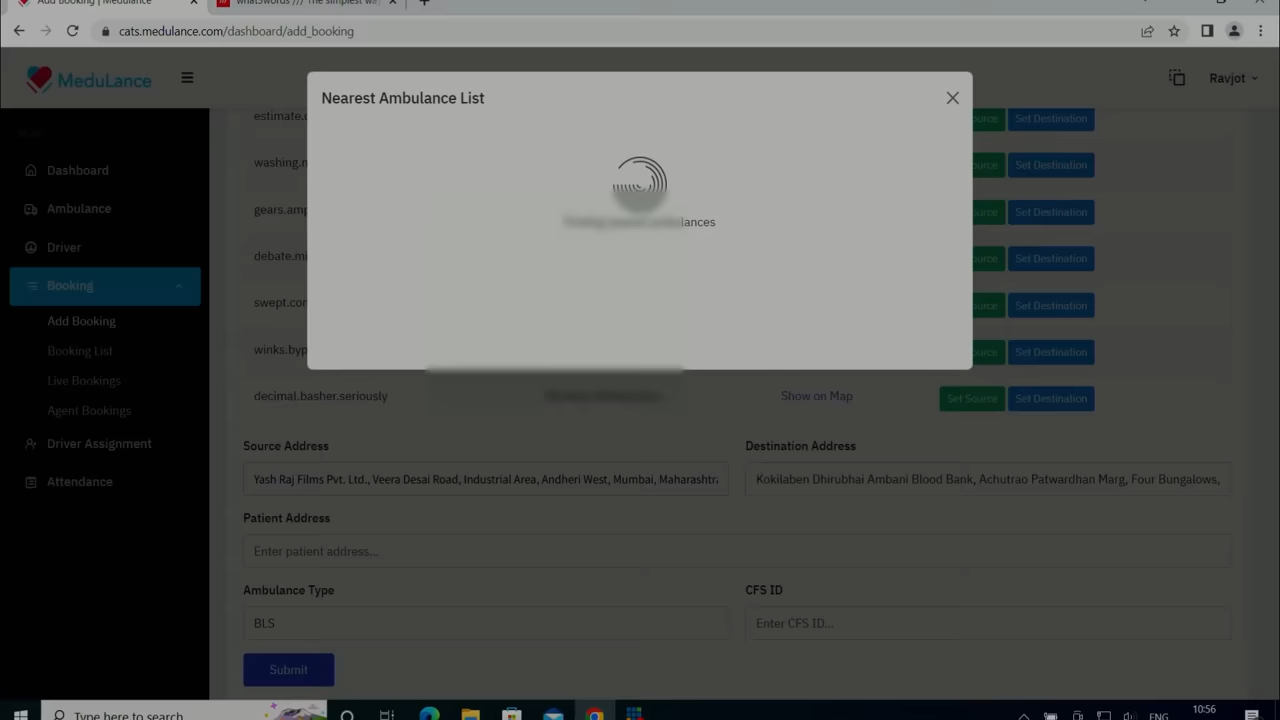 Add Booking | Medulance
what3words /// The simplest wa
cats.medulance.com/dashboard/add_booking
MeduLance
Ravjot
Nearest Ambulance List
Dashboard
Ambulance
Driver
Booking
Add Booking
Booking List
Live Bookings
Agent Bookings
Driver Assignment
Attendance
estimate.
Set Destination
washing.
Set Destination
gears.amp
Set Destination
debate.mi
Set Destination
swept.con
Set Destination
winks.byp
Set Destination
decimal.basher.seriously
Show on Map
Set Source
Set Destination
Source Address
Destination Address
Yash Raj Films Pvt. Ltd., Veera Desai Road, Industrial Area, Andheri West, Mumbai, Maharashtra
Kokilaben Dhirubhai Ambani Blood Bank, Achutrao Patwardhan Marg, Four Bungalows,
Patient Address
Enter patient address...
Ambulance Type
CFS ID
BLS
Enter CFS ID...
Submit
Type here to search
ENG
10:56